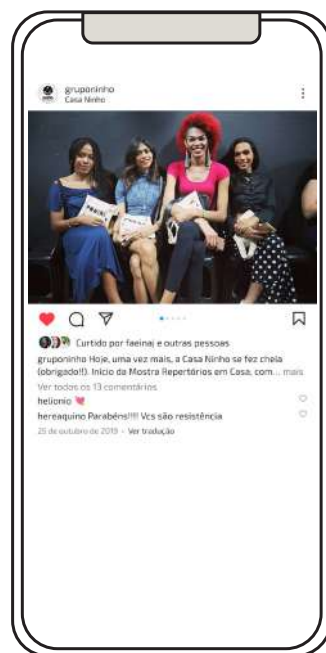 gruponinho
Casa Ninho
Curtido por faeinaj e outras pessoas
gruponinho Hoje, uma vez mais, a Casa Ninho se fez cheia
(obrigado!!). Início da Mostra Repertórios em Casa, com... mais
Ver todos os 13 comentários
helionio
hereaquino Parabéns!!!! Vcs são resistência
25 de outubro de 2019 • Ver tradução